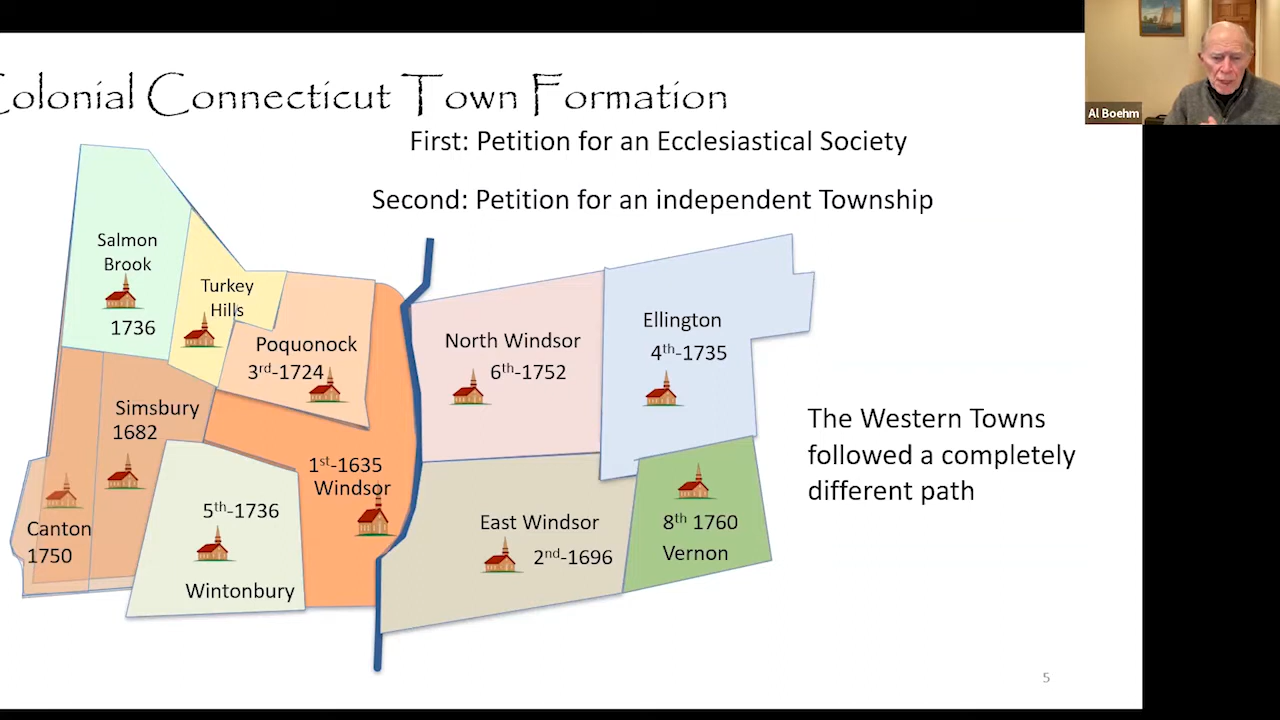 olonial Connecticut Town Formation
Al Boehm
First: Petition for an Ecclesiastical Society
Second: Petition for an independent Township
Salmon
Brook
1736
Turkey
Hills
Poquonock
3rd-1724
North Windsor
6th-1752
Ellington
4th-1735
Simsbury
1682
1st-1635
Windsor
Canton
1750
5th-1736
Wintonbury
East Windsor
2nd-1696
8th 1760
Vernon
The Western Towns
followed a completely
different path
5